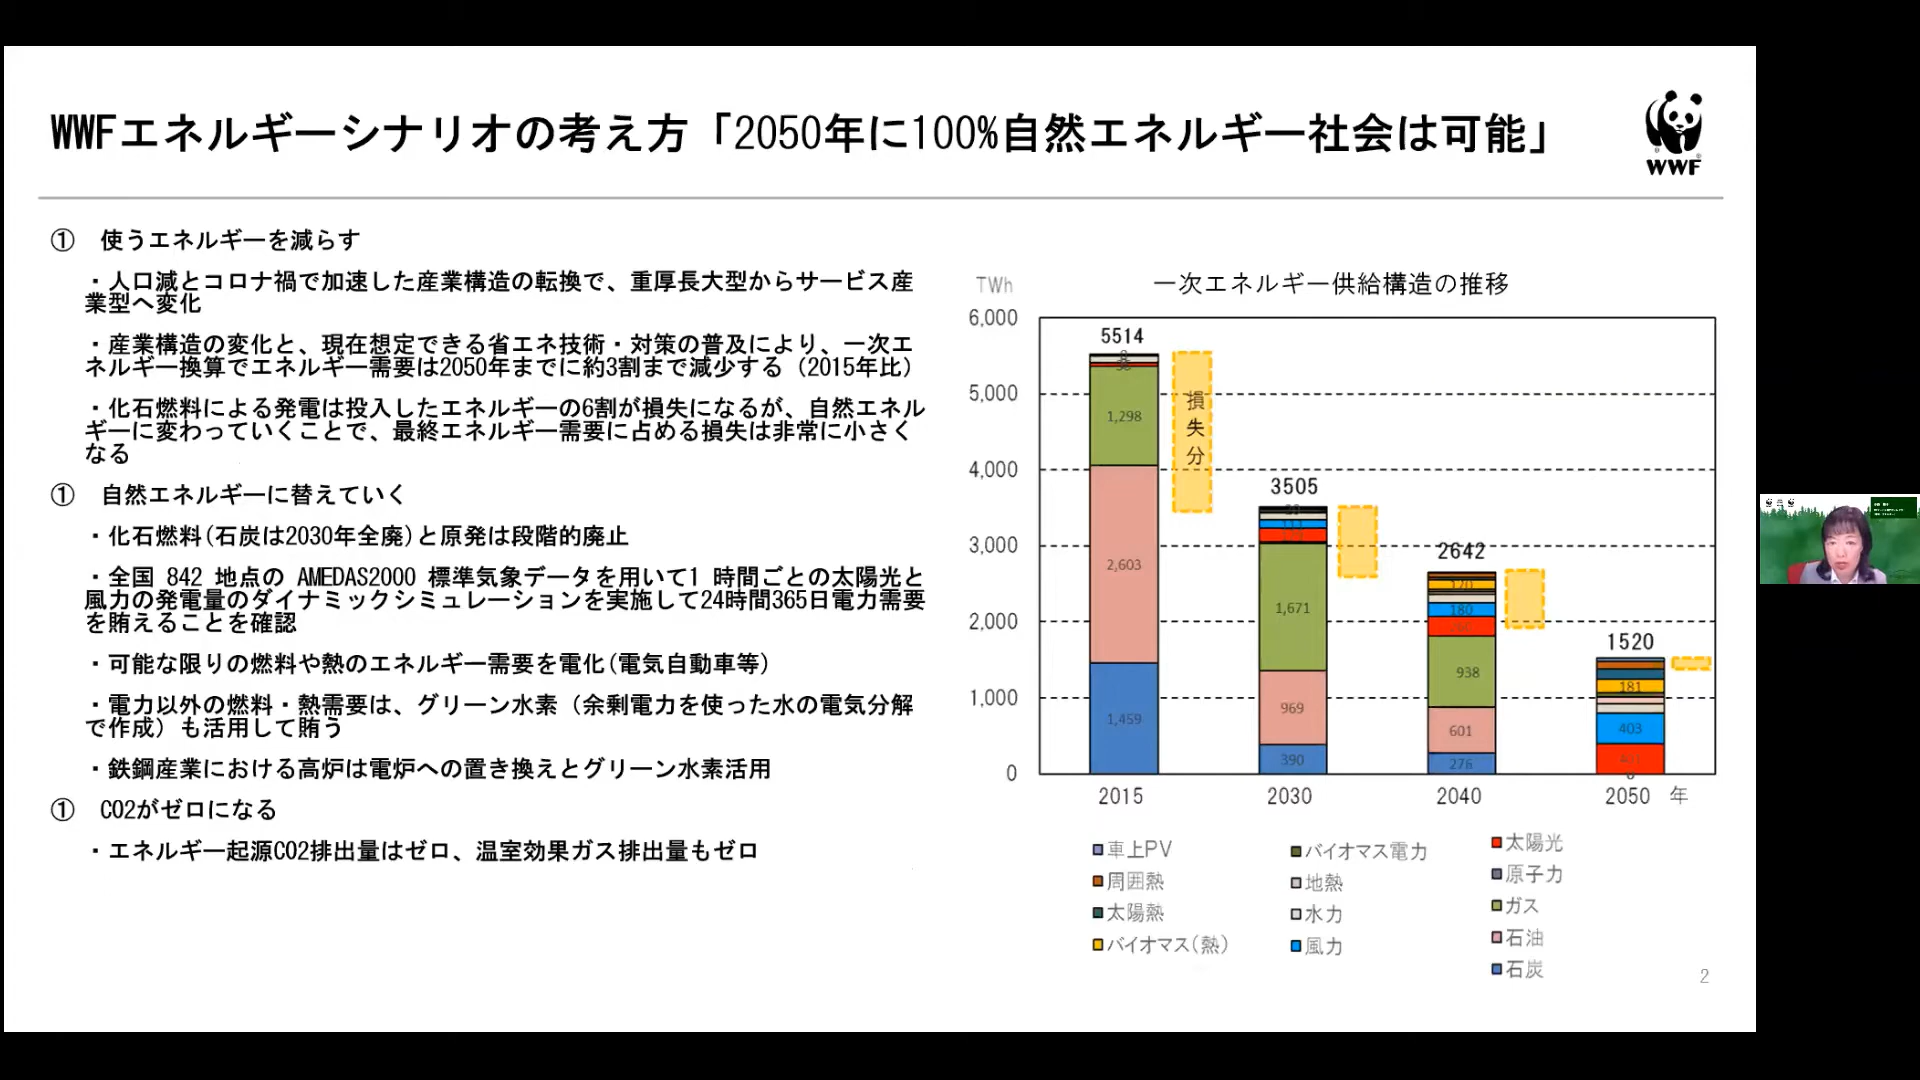 WWFエネルギーシナリオの考え方「2050年に100%自然エネルギー社会は可能」
WWF
① 使うエネルギーを減らす
・人口減とコロナ禍で加速した産業構造の転換で、重厚長大型からサービス産
業型へ変化
・産業構造の変化と、現在想定できる省エネ技術・対策の普及により、一次エ
ネルギー換算でエネルギー需要は2050年までに約3割まで減少する（2015年比）
・化石燃料による発電は投入したエネルギーの6割が損失になるが、自然エネル
ギーに変わっていくことで、最終エネルギー需要に占める損失は非常に小さく
なる
① 自然エネルギーに替えていく
・化石燃料(石炭は2030年全廃)と原発は段階的廃止
・全国 842 地点の AMEDAS2000 標準気象データを用いて1 時間ごとの太陽光と
風力の発電量のダイナミックシミュレーションを実施して24時間365日電力需要
を賄えることを確認
・可能な限りの燃料や熱のエネルギー需要を電化(電気自動車等)
・電力以外の燃料・熱需要は、グリーン水素（余剰電力を使った水の電気分解
で作成）も活用して賄う
・鉄鋼産業における高炉は電炉への置き換えとグリーン水素活用
① CO2がゼロになる
・エネルギー起源CO2排出量はゼロ、温室効果ガス排出量もゼロ
TWh
一次エネルギー供給構造の推移
6,000
5,000
4,000
3,000
2,000
1,000
0
5514
1,298
2,603
1,459
損失分
3505
1,671
969
390
2642
170
180
938
601
276
1520
181
403
2015
2030
2040
2050 年
車上PV
周囲熱
太陽熱
バイオマス(熱)
バイオマス電力
地熱
水力
風力
太陽光
原子力
ガス
石油
石炭
2